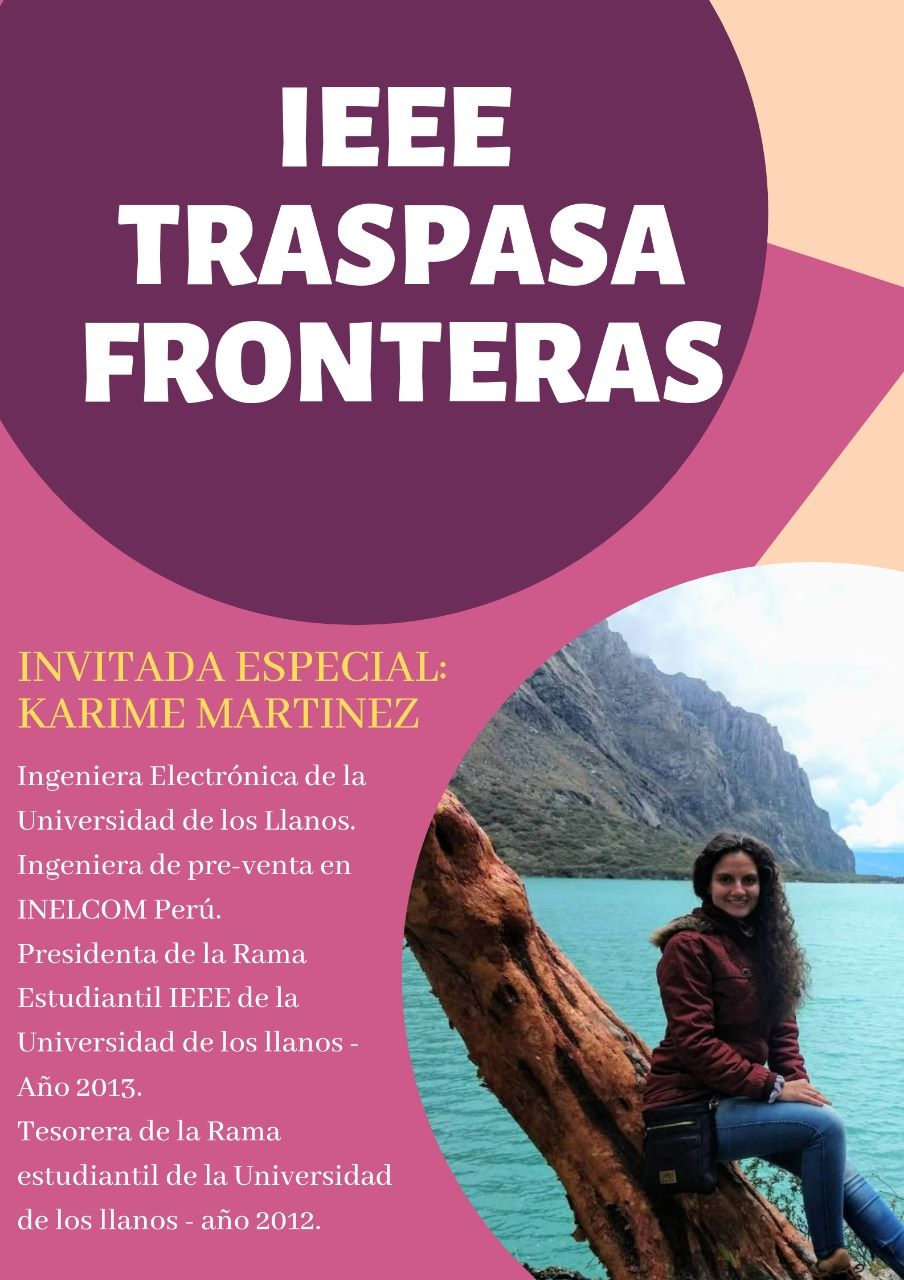 IEEE
TRASPASA
FRONTERAS
INVITADA ESPECIAL:
KARIME MARTINEZ
Ingeniera Electrónica de la
Universidad de los Llanos.
Ingeniera de pre-venta en
INELCOM Perú.
Presidenta de la Rama
Estudiantil IEEE de la
Universidad de los llanos -
Año 2013.
Tesorera de la Rama
estudiantil de la Universidad
de los llanos - año 2012.